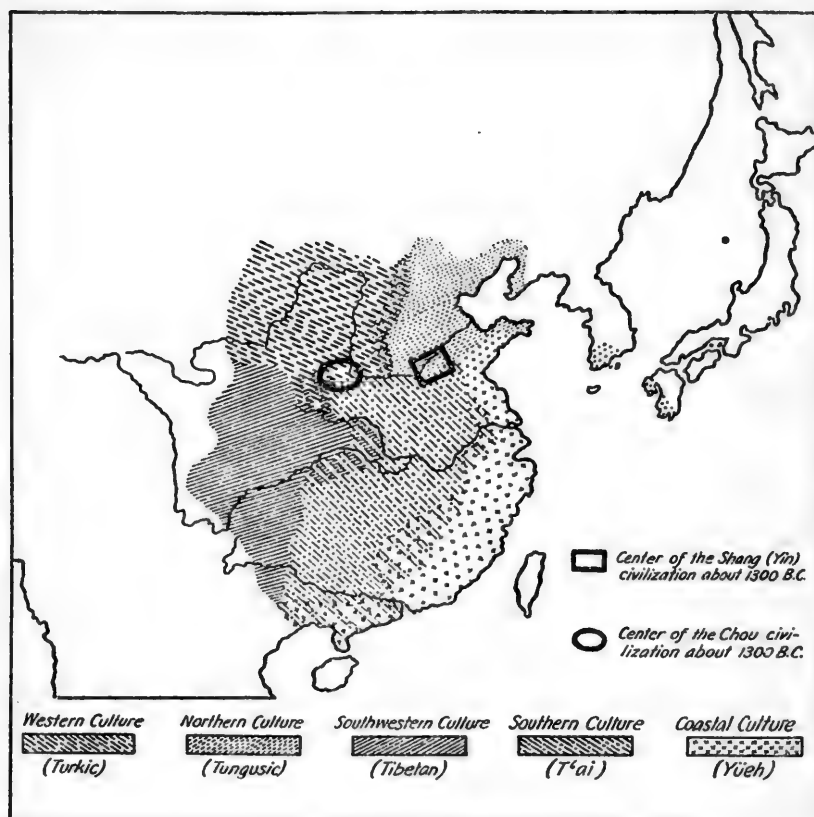 Center of the Shang (Yin)
civilization about 1300 B.C.
Center of the Chou civi-
lization about 1300 B.C.
Western Culture
(Turkic)
Northern Culture
(Tungusic)
Southwestern Culture
(Tibetan)
Southern Culture
(T‘ai)
Coastal Culture
(Yüeh)